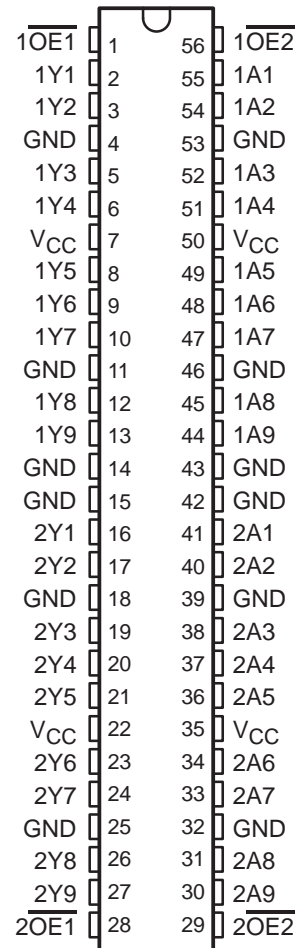 1OE1 1 56 1OE2
1Y1 2 55 1A1
1Y2 3 54 1A2
GND 4 53 GND
1Y3 5 52 1A3
1Y4 6 51 1A4
VCC 7 50 VCC
1Y5 8 49 1A5
1Y6 9 48 1A6
1Y7 10 47 1A7
GND 11 46 GND
1Y8 12 45 1A8
1Y9 13 44 1A9
GND 14 43 GND
GND 15 42 GND
2Y1 16 41 2A1
2Y2 17 40 2A2
GND 18 39 GND
2Y3 19 38 2A3
2Y4 20 37 2A4
2Y5 21 36 2A5
VCC 22 35 VCC
2Y6 23 34 2A6
2Y7 24 33 2A7
GND 25 32 GND
2Y8 26 31 2A8
2Y9 27 30 2A9
2OE1 28 29 2OE2